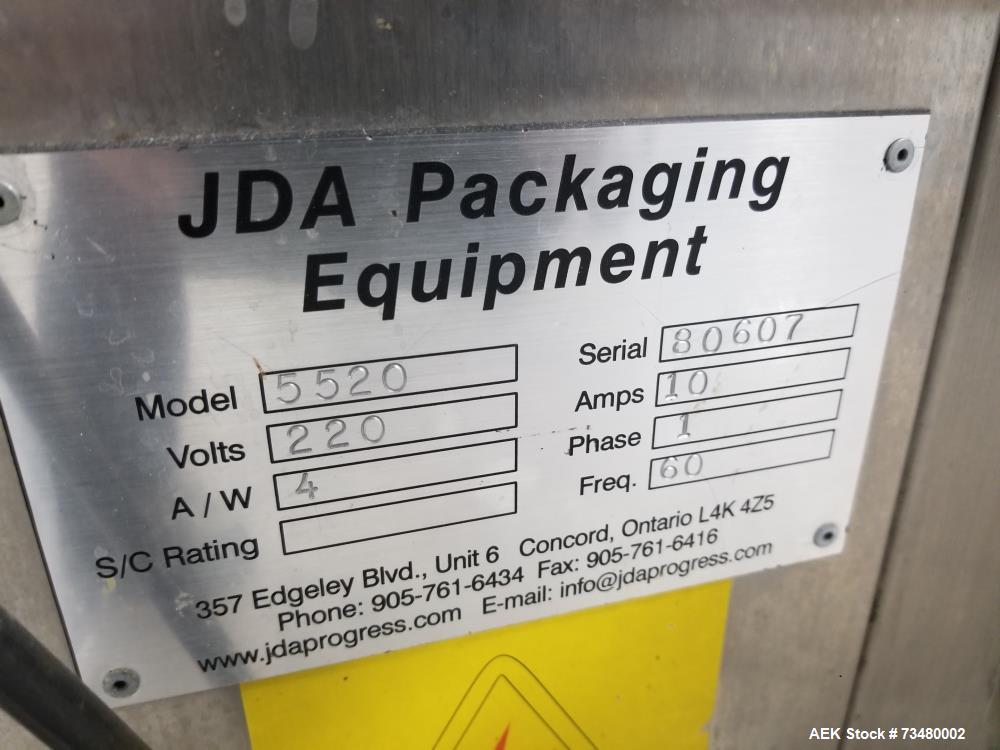 JDA Packaging
Equipment
Model 5520
Volts 220
A / W 4
S/C Rating
Serial 80607
Amps 10
Phase 1
Freq. 60
357 Edgeley Blvd., Unit 6 Concord, Ontario L4K 4Z5
Phone: 905-761-6434 Fax: 905-761-6416
www.jdaprogress.com E-mail: info@jdaprogress.com
AEK Stock # 73480002